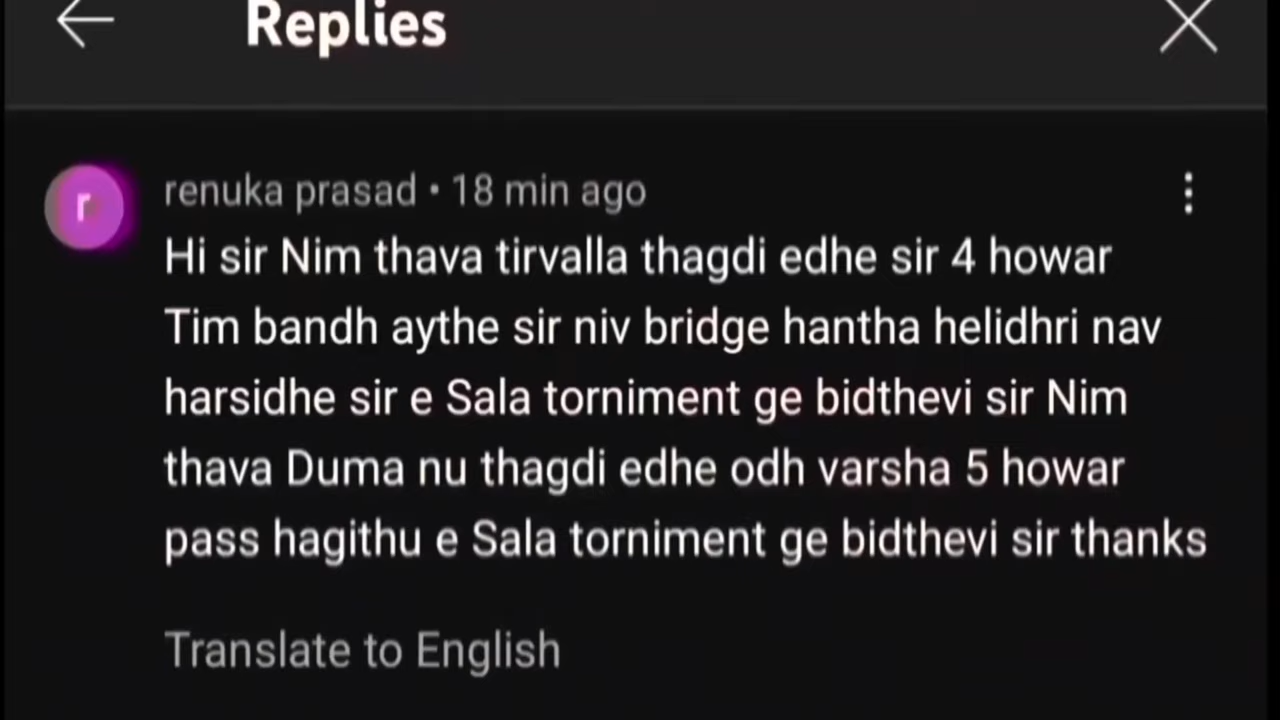 Replies
renuka prasad • 18 min ago
Hi sir Nim thava tirvalla thagdi edhe sir 4 howar
Tim bandh aythe sir niv bridge hantha helidhri nav
harsidhe sir e Sala torniment ge bidthevi sir Nim
thava Duma nu thagdi edhe odh varsha 5 howar
pass hagithu e Sala torniment ge bidthevi sir thanks
Translate to English
r